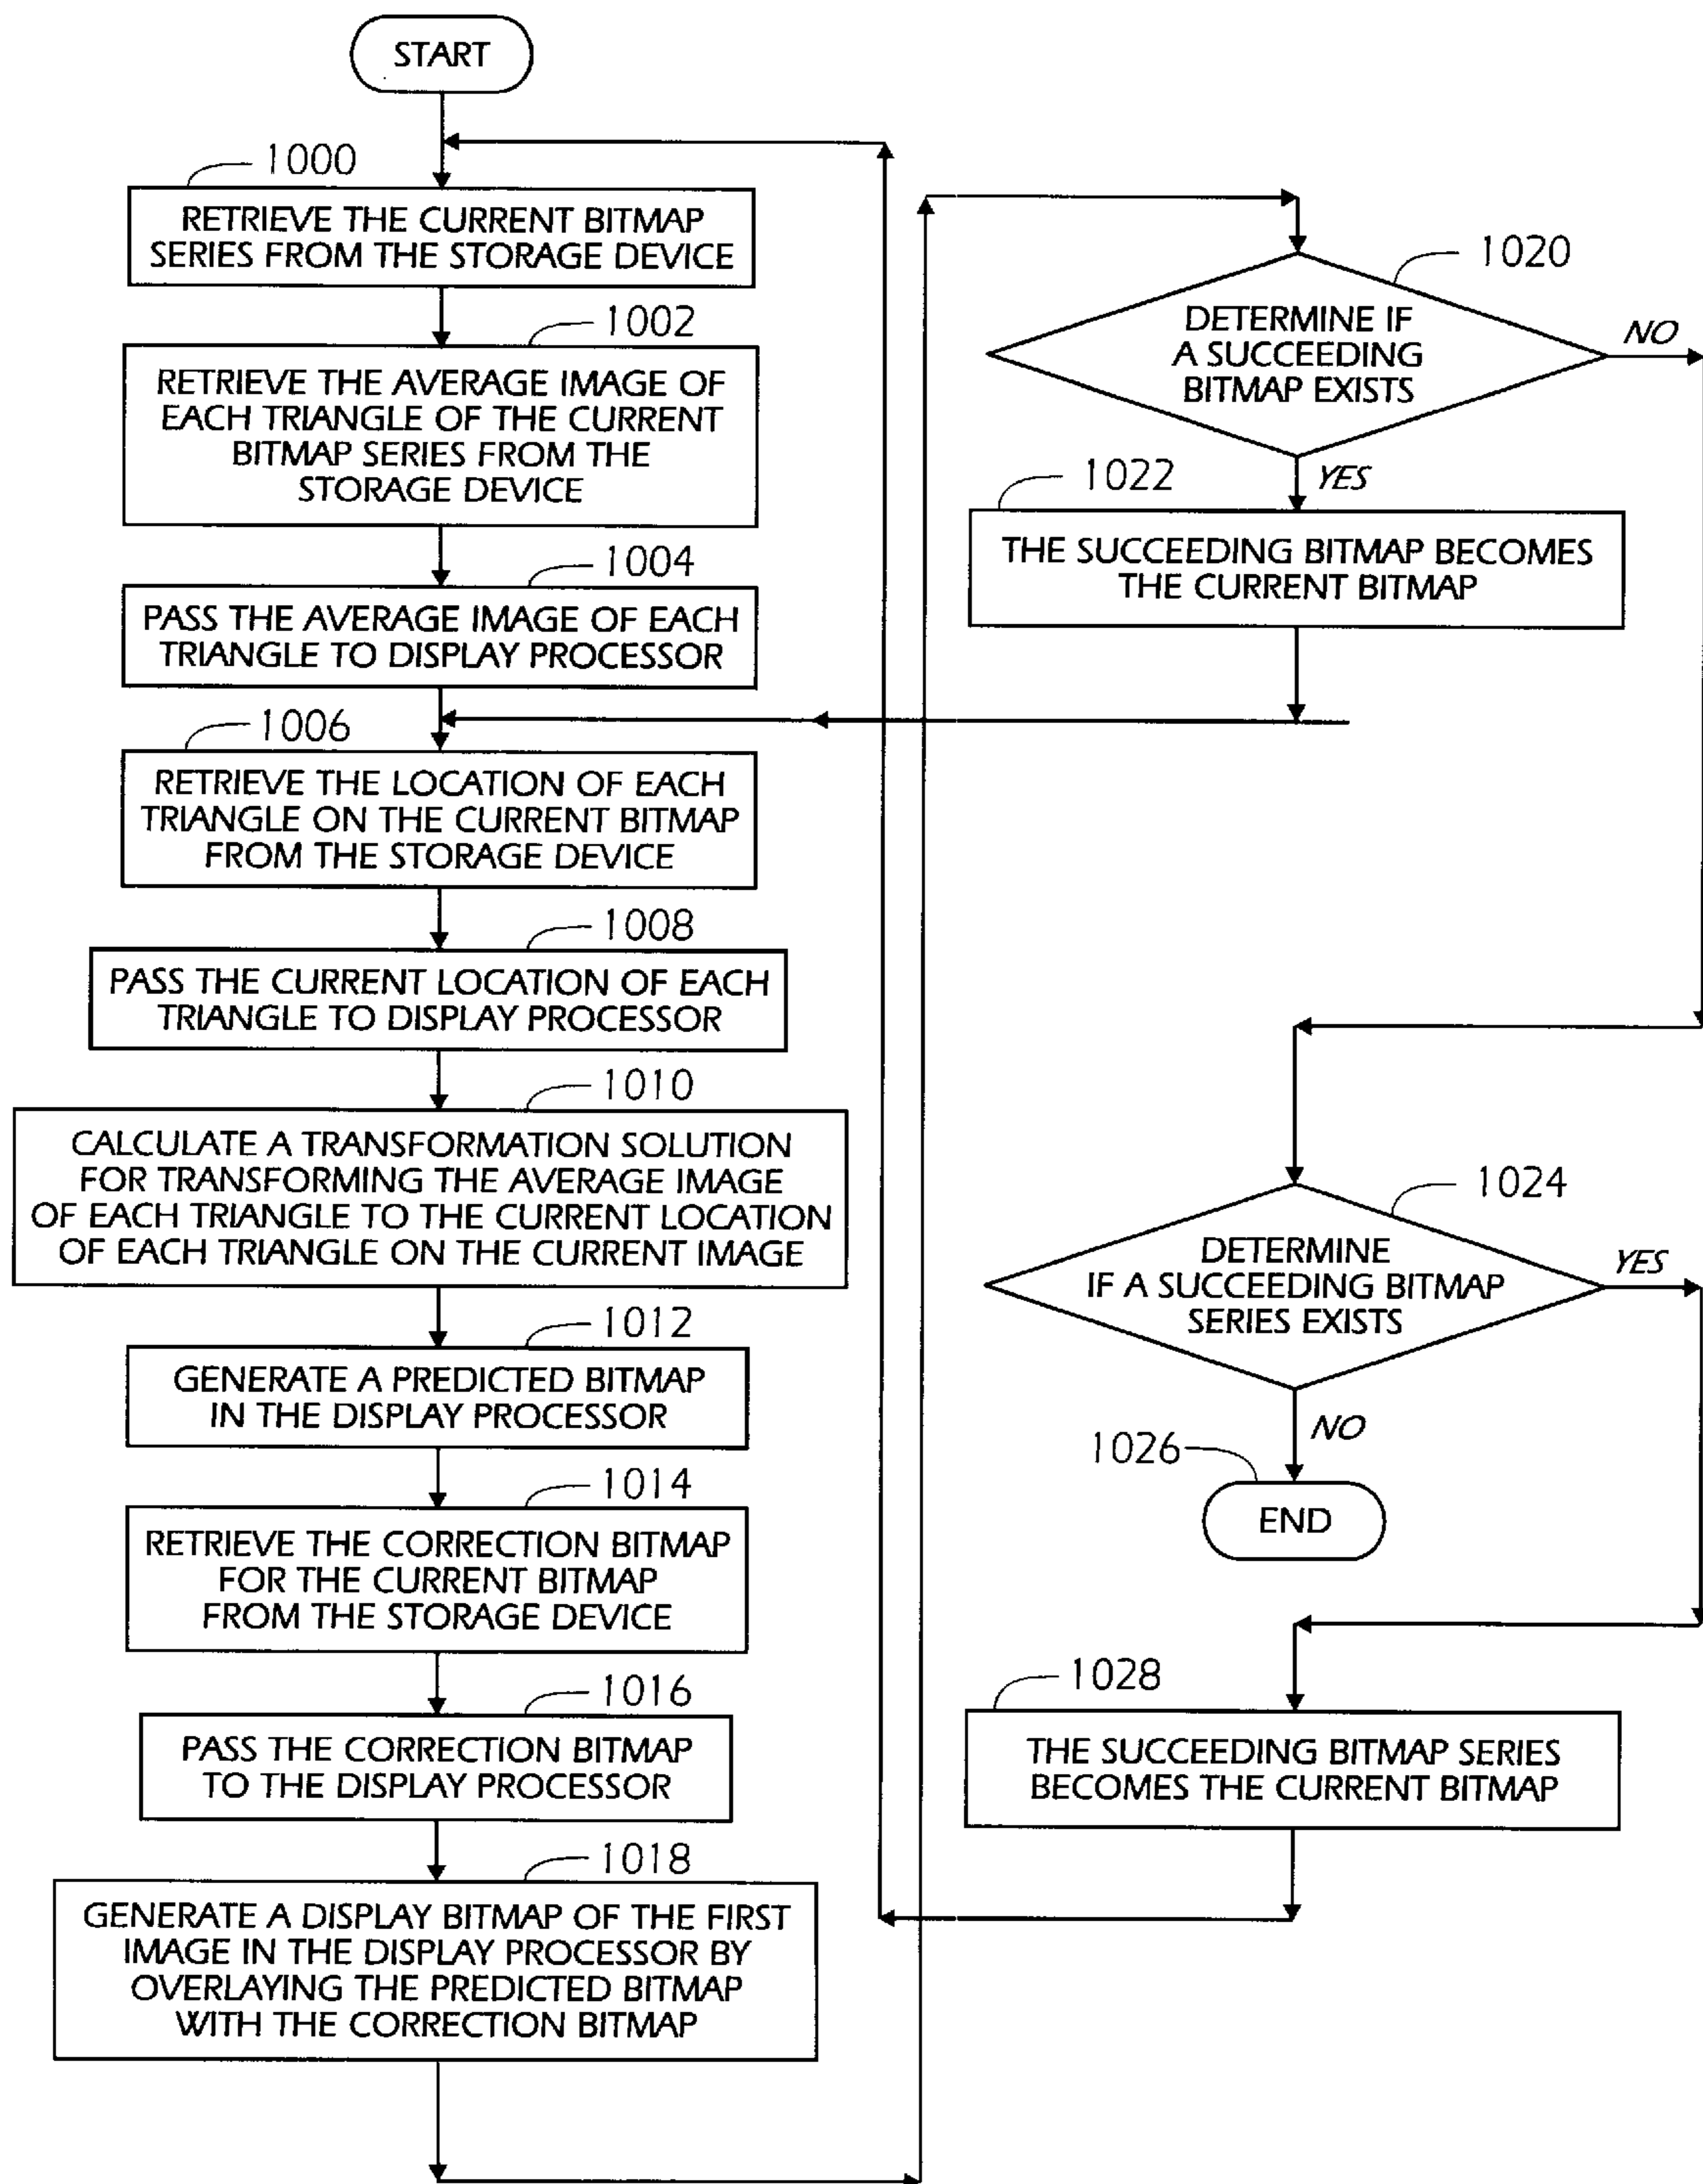 START
1000
RETRIEVE THE CURRENT BITMAP
SERIES FROM THE STORAGE DEVICE
1002
RETRIEVE THE AVERAGE IMAGE OF
EACH TRIANGLE OF THE CURRENT
BITMAP SERIES FROM THE
STORAGE DEVICE
1004
PASS THE AVERAGE IMAGE OF EACH
TRIANGLE TO DISPLAY PROCESSOR
1006
RETRIEVE THE LOCATION OF EACH
TRIANGLE ON THE CURRENT BITMAP
FROM THE STORAGE DEVICE
1008
PASS THE CURRENT LOCATION OF EACH
TRIANGLE TO DISPLAY PROCESSOR
1010
CALCULATE A TRANSFORMATION SOLUTION
FOR TRANSFORMING THE AVERAGE IMAGE
OF EACH TRIANGLE TO THE CURRENT LOCATION
OF EACH TRIANGLE ON THE CURRENT IMAGE
1012
GENERATE A PREDICTED BITMAP
IN THE DISPLAY PROCESSOR
1014
RETRIEVE THE CORRECTION BITMAP
FOR THE CURRENT BITMAP
FROM THE STORAGE DEVICE
1016
PASS THE CORRECTION BITMAP
TO THE DISPLAY PROCESSOR
1018
GENERATE A DISPLAY BITMAP OF THE FIRST
IMAGE IN THE DISPLAY PROCESSOR BY
OVERLAYING THE PREDICTED BITMAP
WITH THE CORRECTION BITMAP
1020
DETERMINE IF
A SUCCEEDING
BITMAP EXISTS
NO
YES
1022
THE SUCCEEDING BITMAP BECOMES
THE CURRENT BITMAP
1024
DETERMINE
IF A SUCCEEDING BITMAP
SERIES EXISTS
YES
NO
1026
END
1028
THE SUCCEEDING BITMAP SERIES
BECOMES THE CURRENT BITMAP